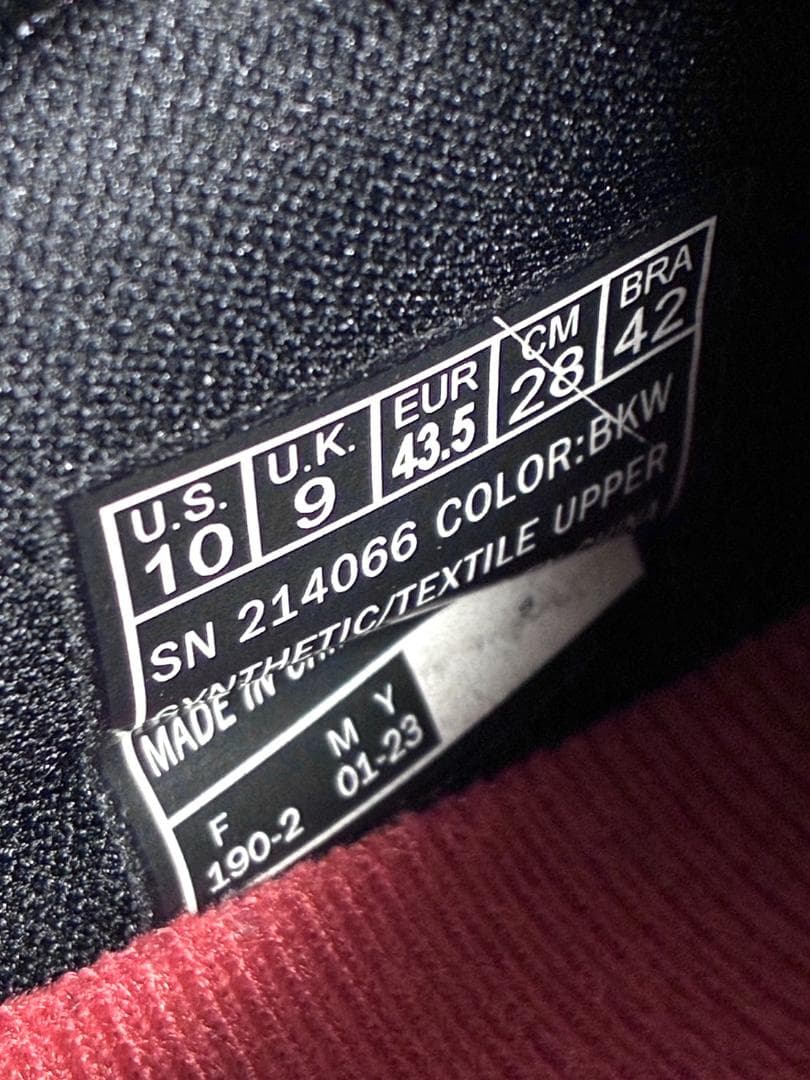 U.S. U.K. EUR CM BRA
10 9 43.5 28 42
SN 214066 COLOR:BKW
SYNTHETIC/TEXTILE UPPER
MADE IN
F M Y
190-2 01-23